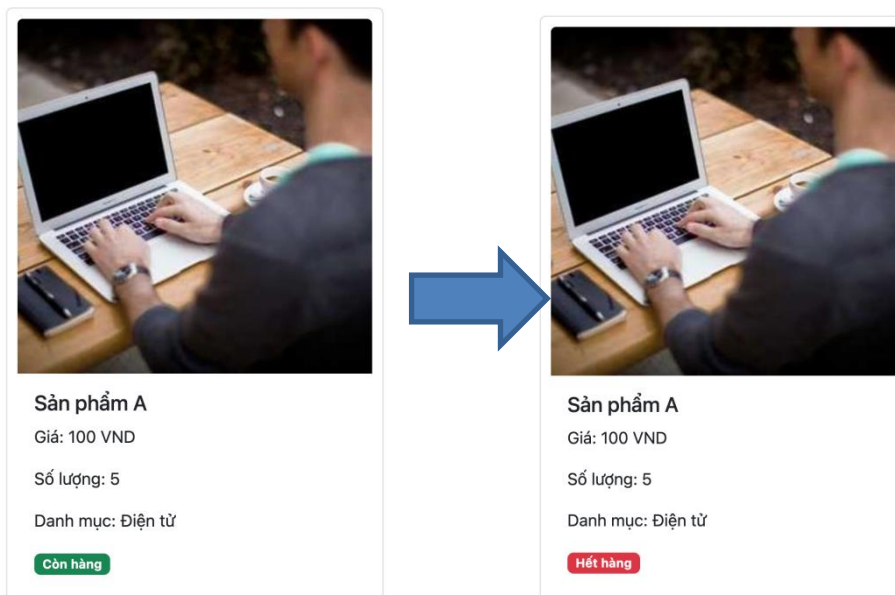 Sản phẩm A
Giá: 100 VND
Số lượng: 5
Danh mục: Điện tử
Còn hàng
Sản phẩm A
Giá: 100 VND
Số lượng: 5
Danh mục: Điện tử
Hết hàng